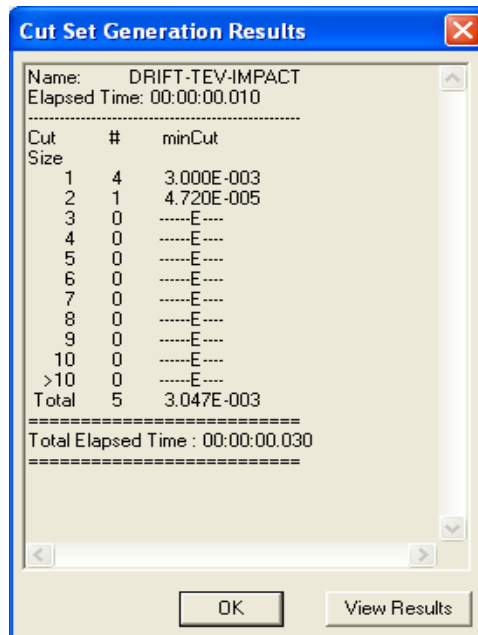 Cut Set Generation Results
Name: DRIFT-TEV-IMPACT
Elapsed Time: 00:00:00.010
--------------------------------------------------
Cut # minCut
Size
1 4 3.000E-003
2 1 4.720E-005
3 0 ------E----
4 0 ------E----
5 0 ------E----
6 0 ------E----
7 0 ------E----
8 0 ------E----
9 0 ------E----
10 0 ------E----
>10 0 ------E----
Total 5 3.047E-003
===========================
Total Elapsed Time : 00:00:00.030
===========================
OK View Results